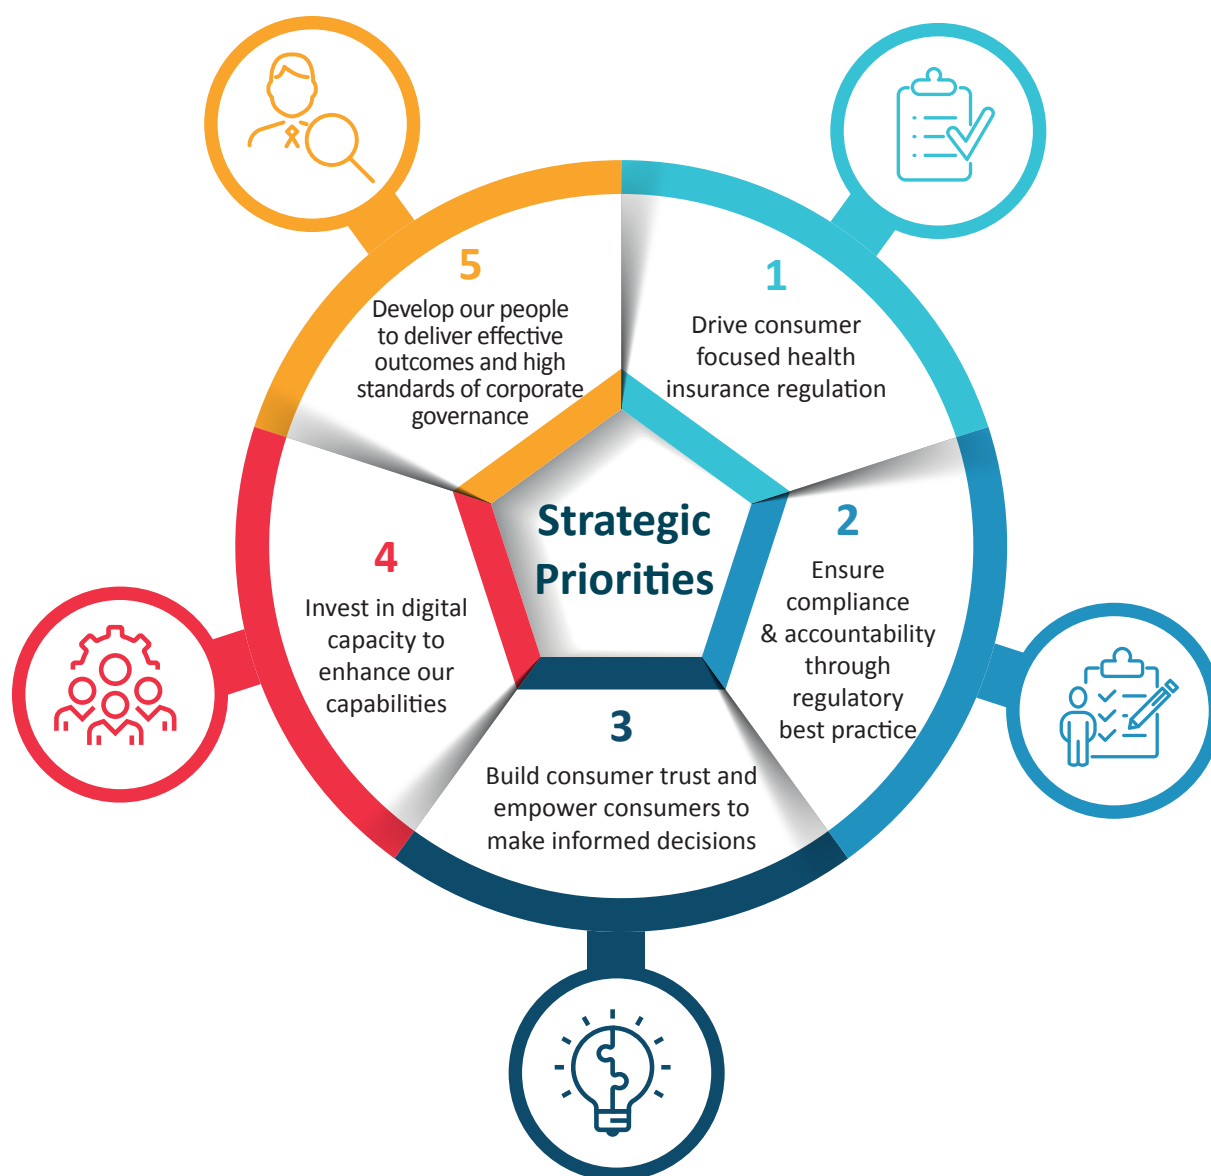 Strategic
Priorities
1
Drive consumer
focused health
insurance regulation
2
Ensure
compliance
& accountability
through
regulatory
best practice
3
Build consumer trust and
empower consumers to
make informed decisions
4
Invest in digital
capacity to
enhance our
capabilities
5
Develop our people
to deliver effective
outcomes and high
standards of corporate
governance